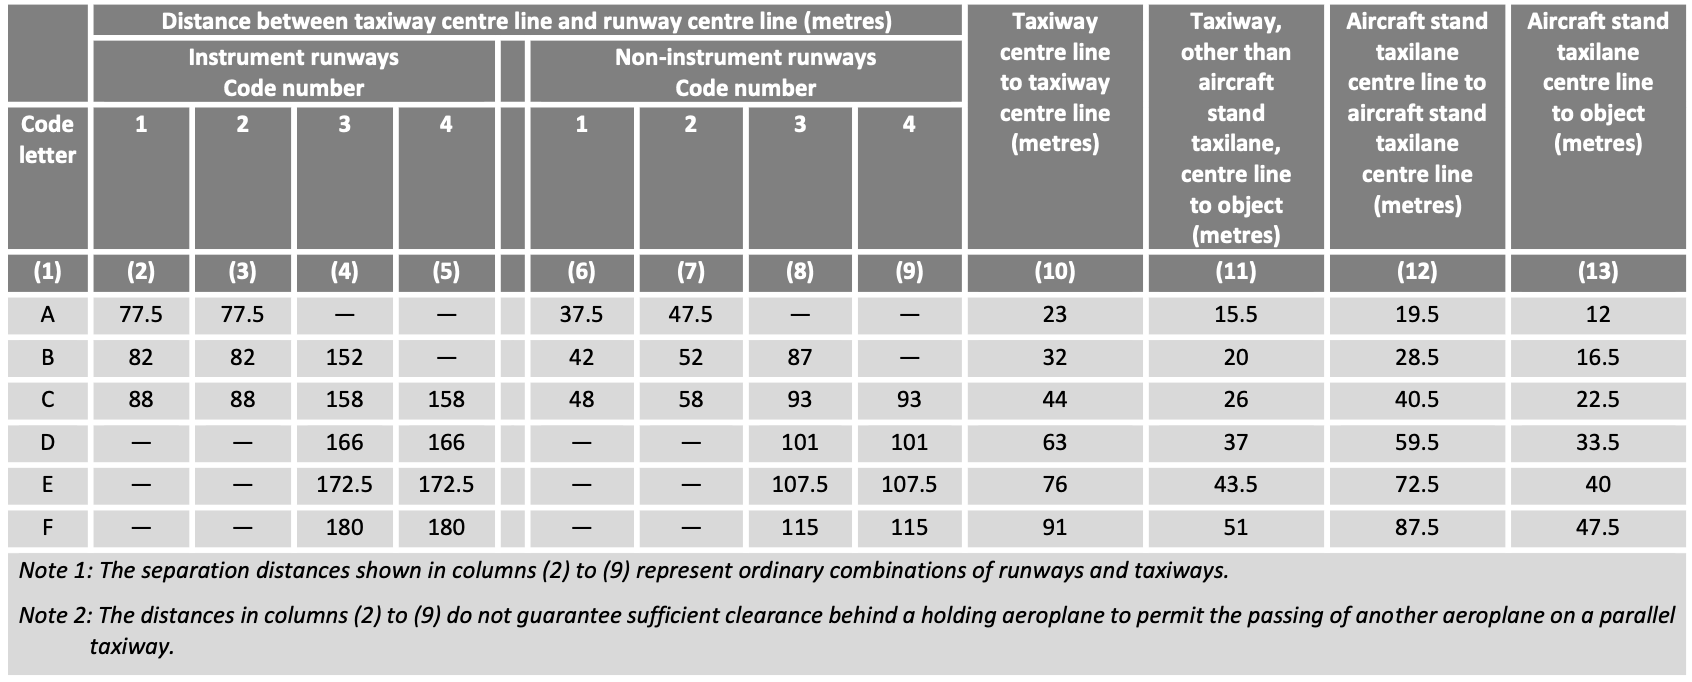 Distance between taxiway centre line and runway centre line (metres)
Instrument runways
Code number
Non-instrument runways
Code number
Taxiway
centre line
to taxiway
centre line
(metres)
Taxiway,
other than
aircraft
stand
taxilane,
centre line
to object
(metres)
Aircraft stand
taxilane
centre line to
aircraft stand
taxilane
centre line
(metres)
Aircraft stand
taxilane
centre line
to object
(metres)
Code
letter
1 2 3 4 1 2 3 4
(1) (2) (3) (4) (5) (6) (7) (8) (9) (10) (11) (12) (13)
A 77.5 77.5 — — 37.5 47.5 — — 23 15.5 19.5 12
B 82 82 152 — 42 52 87 — 32 20 28.5 16.5
C 88 88 158 158 48 58 93 93 44 26 40.5 22.5
D — — 166 166 — — 101 101 63 37 59.5 33.5
E — — 172.5 172.5 — — 107.5 107.5 76 43.5 72.5 40
F — — 180 180 — — 115 115 91 51 87.5 47.5
Note 1: The separation distances shown in columns (2) to (9) represent ordinary combinations of runways and taxiways.
Note 2: The distances in columns (2) to (9) do not guarantee sufficient clearance behind a holding aeroplane to permit the passing of another aeroplane on a parallel
taxiway.